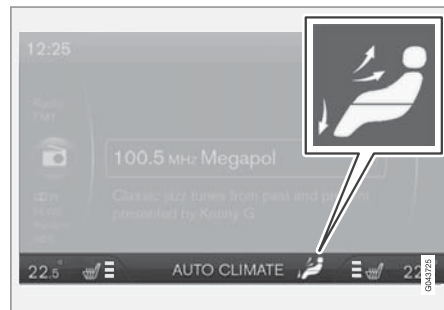 12:25
Radio
FM1
100.5 MHz Megapol
Classic jazz tunes from past and present
presented by Kenny G
22.5° AUTO CLIMATE 22
G043725